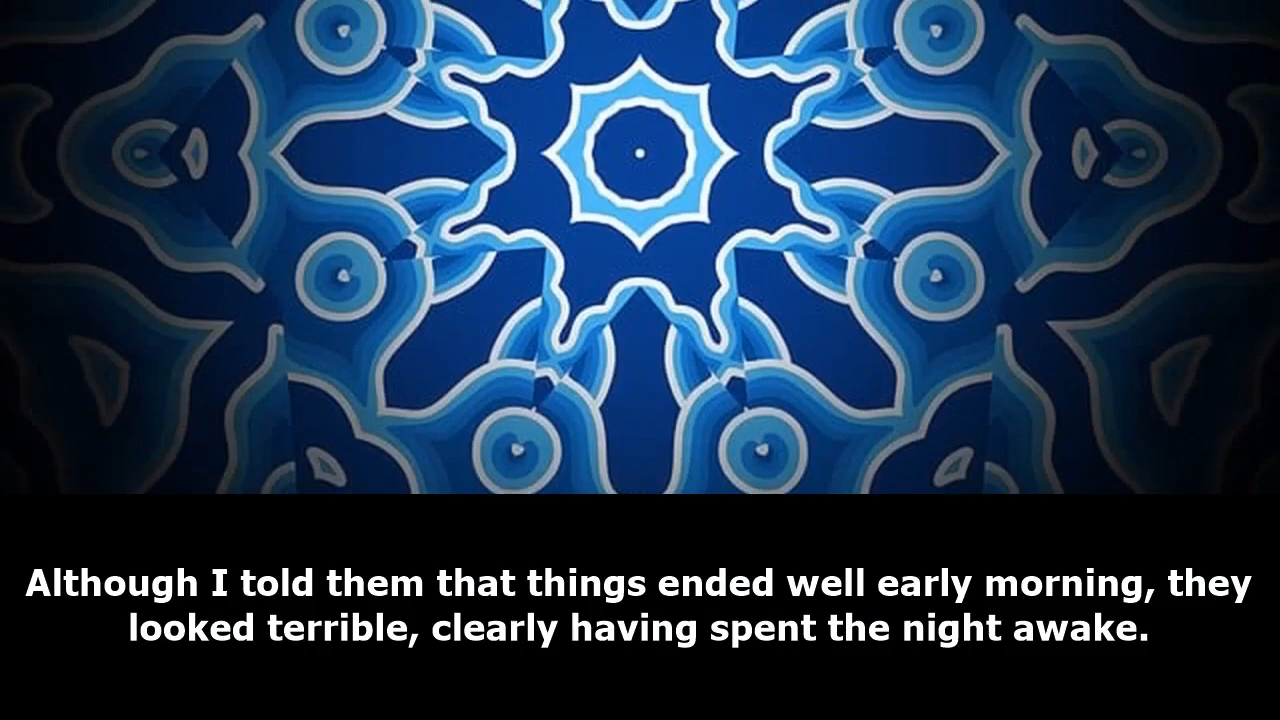 Although I told them that things ended well early morning, they
looked terrible, clearly having spent the night awake.